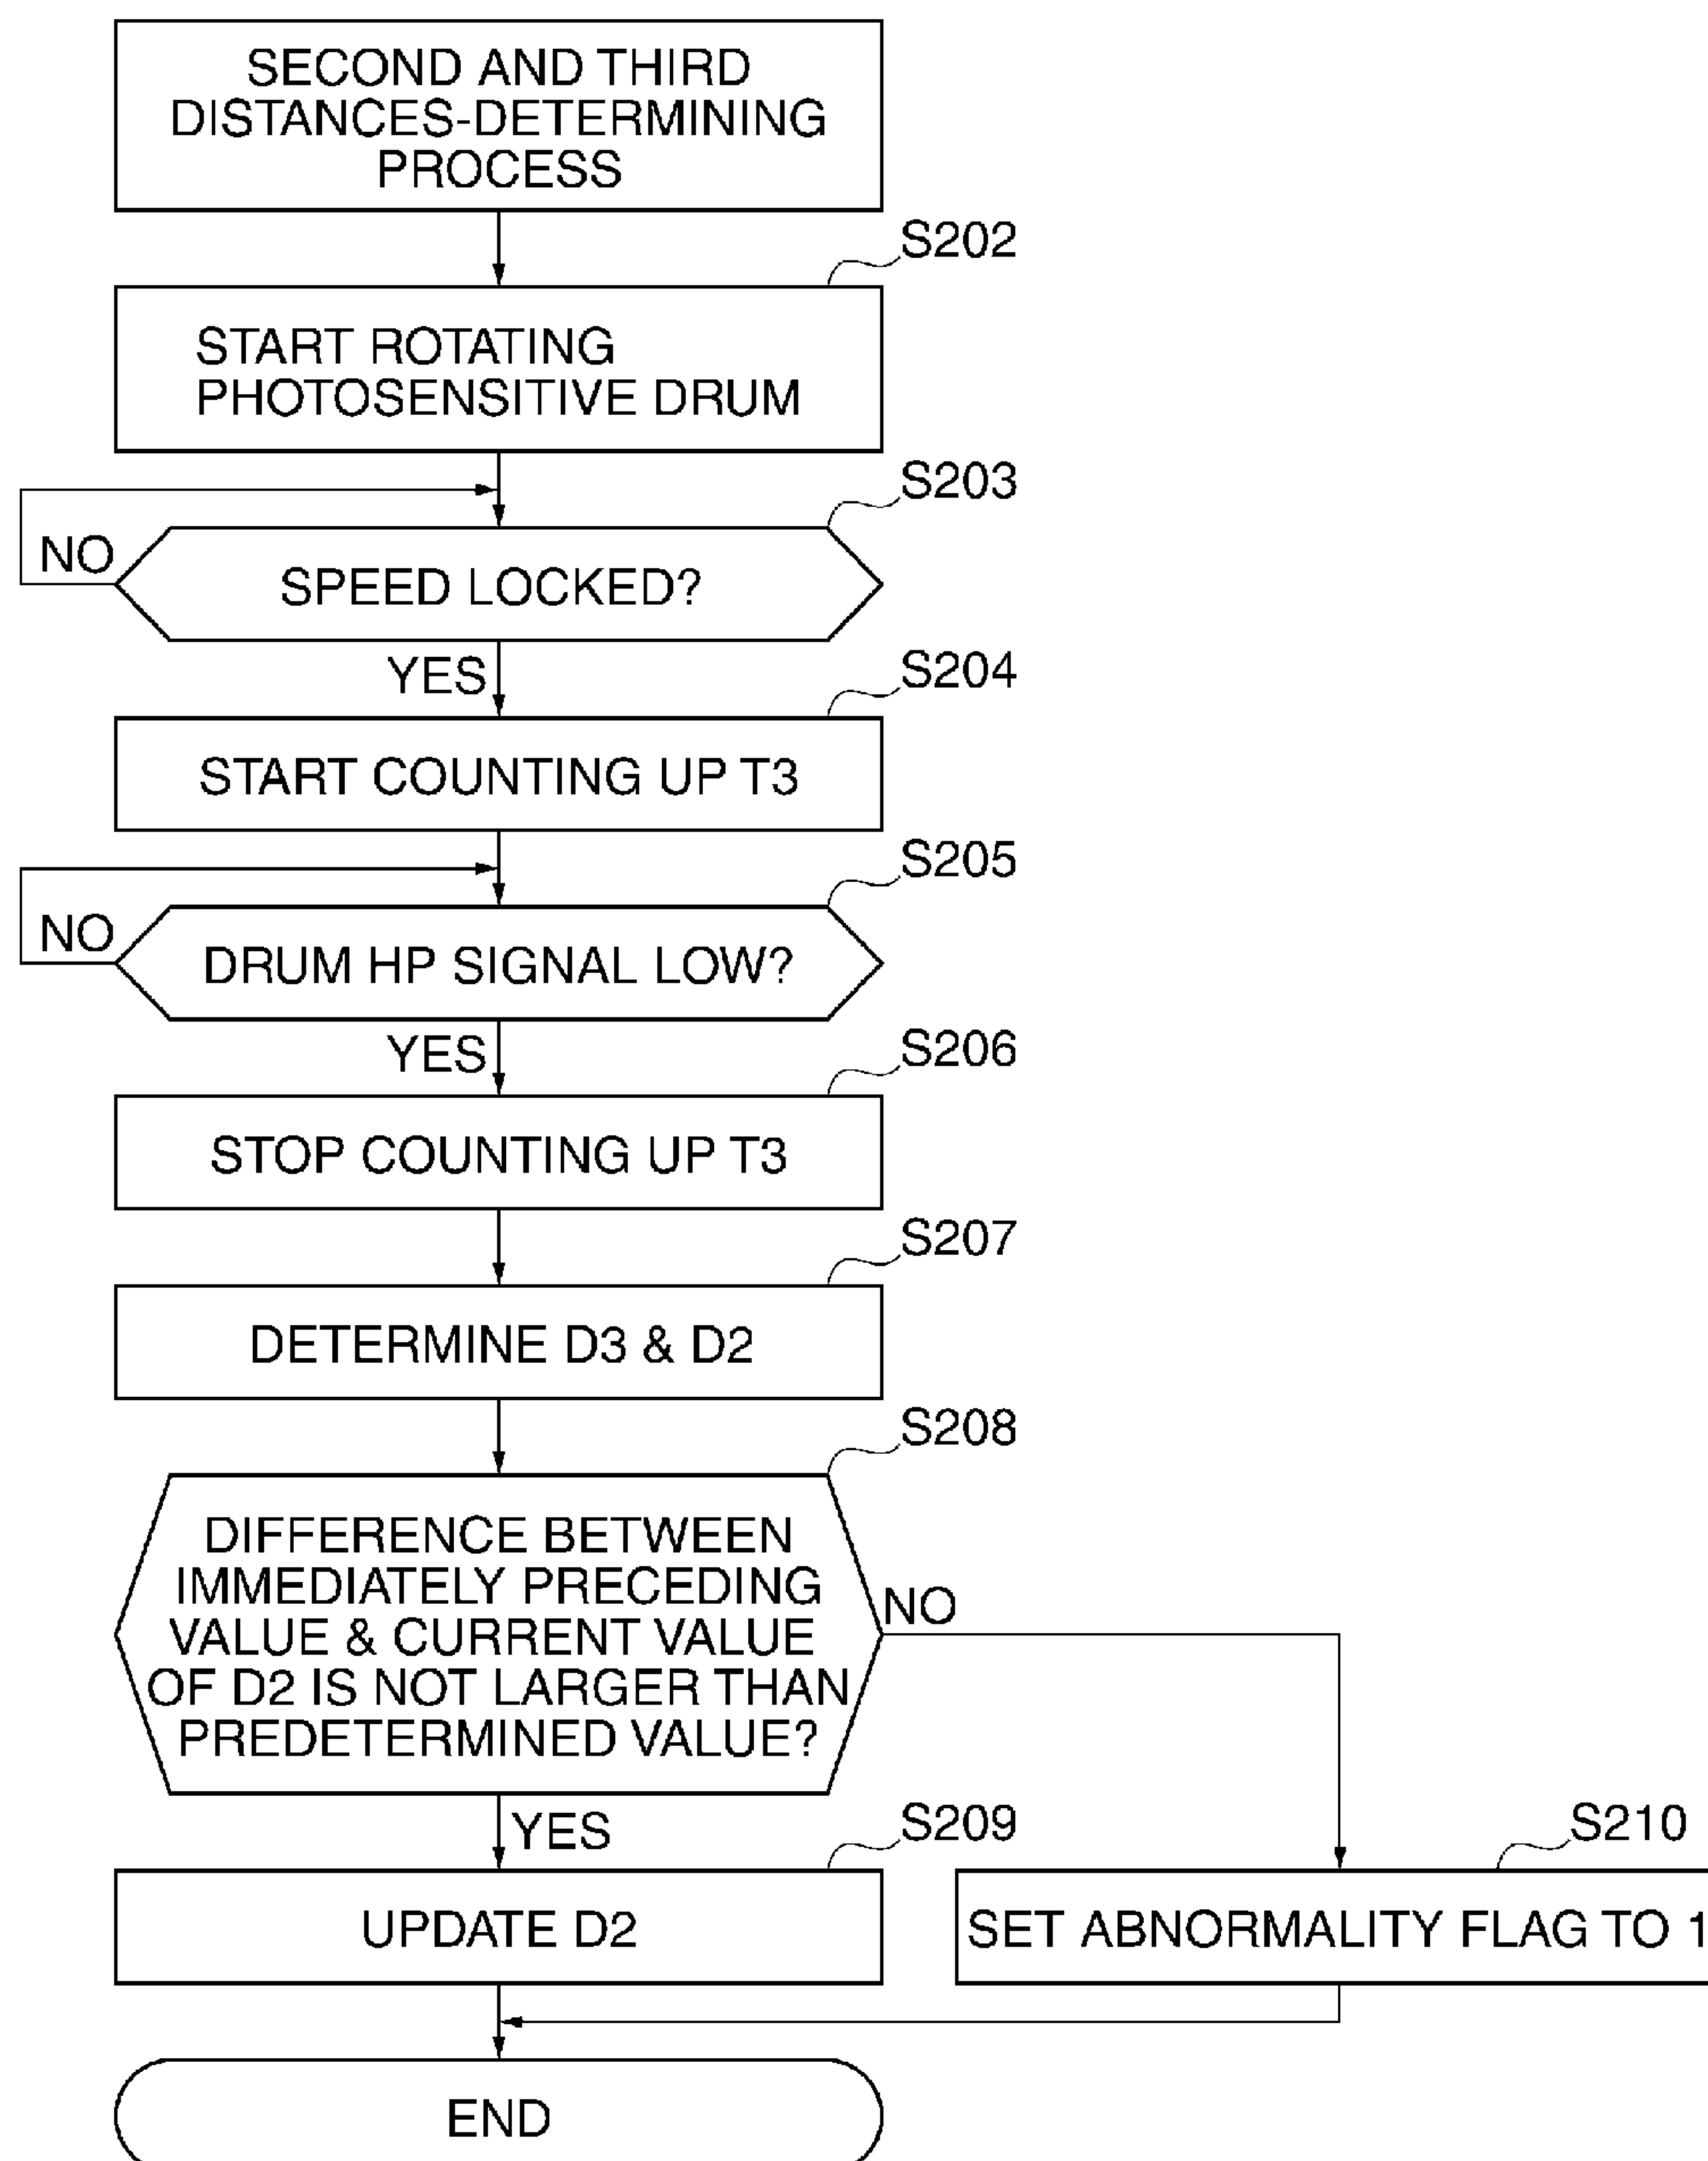 SECOND AND THIRD
DISTANCES-DETERMINING
PROCESS
S202
START ROTATING
PHOTOSENSITIVE DRUM
S203
NO
SPEED LOCKED?
YES
S204
START COUNTING UP T3
S205
NO
DRUM HP SIGNAL LOW?
YES
S206
STOP COUNTING UP T3
S207
DETERMINE D3 & D2
S208
DIFFERENCE BETWEEN
IMMEDIATELY PRECEDING
VALUE & CURRENT VALUE
OF D2 IS NOT LARGER THAN
PREDETERMINED VALUE?
NO
YES
S209
S210
UPDATE D2
SET ABNORMALITY FLAG TO 1
END